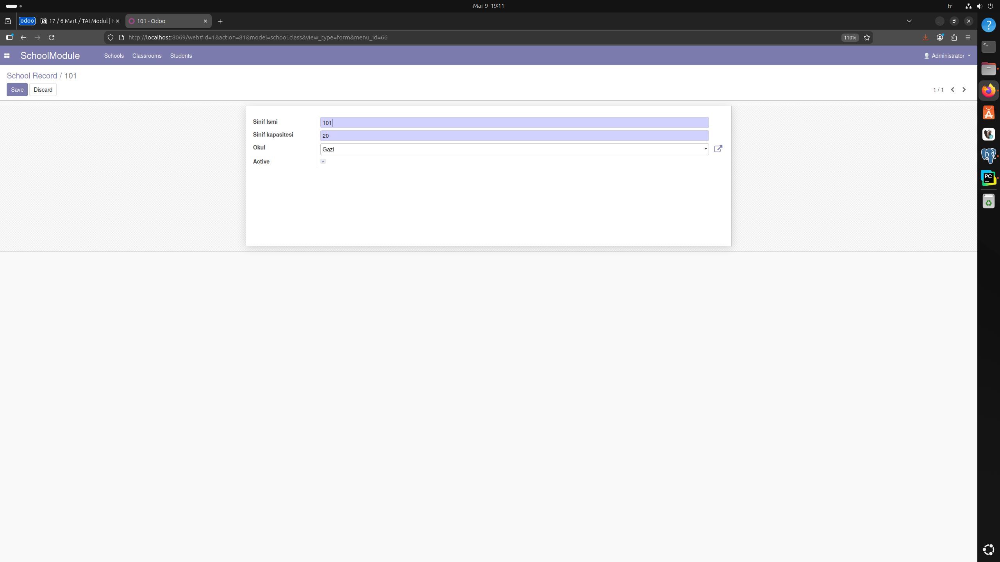 Mar 9 19:11
tr
odoo
17 / 6 Mart / TAI Modul |
101 - Odoo
http://localhost:8069/web#id=1&action=81&model=school.class&view_type=form&menu_id=66
110%
SchoolModule
Schools
Classrooms
Students
Administrator
School Record / 101
Save
Discard
1 / 1
Sinif Ismi
101
Sinif kapasitesi
20
Okul
Gazi
Active
PC